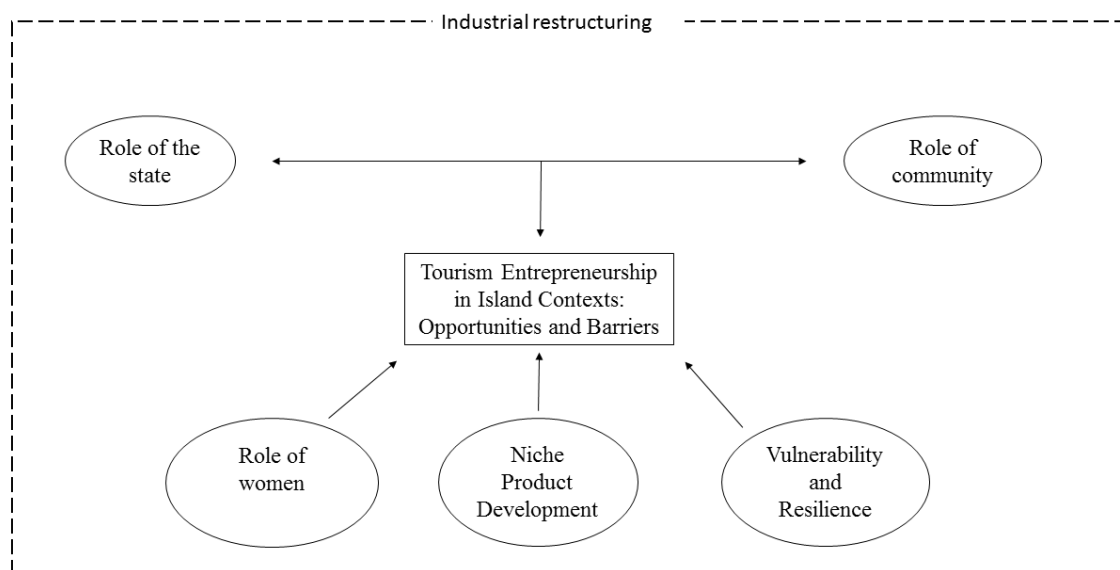 Industrial restructuring
Role of the
state
Role of
community
Tourism Entrepreneurship
in Island Contexts:
Opportunities and Barriers
Role of
women
Niche
Product
Development
Vulnerability
and
Resilience